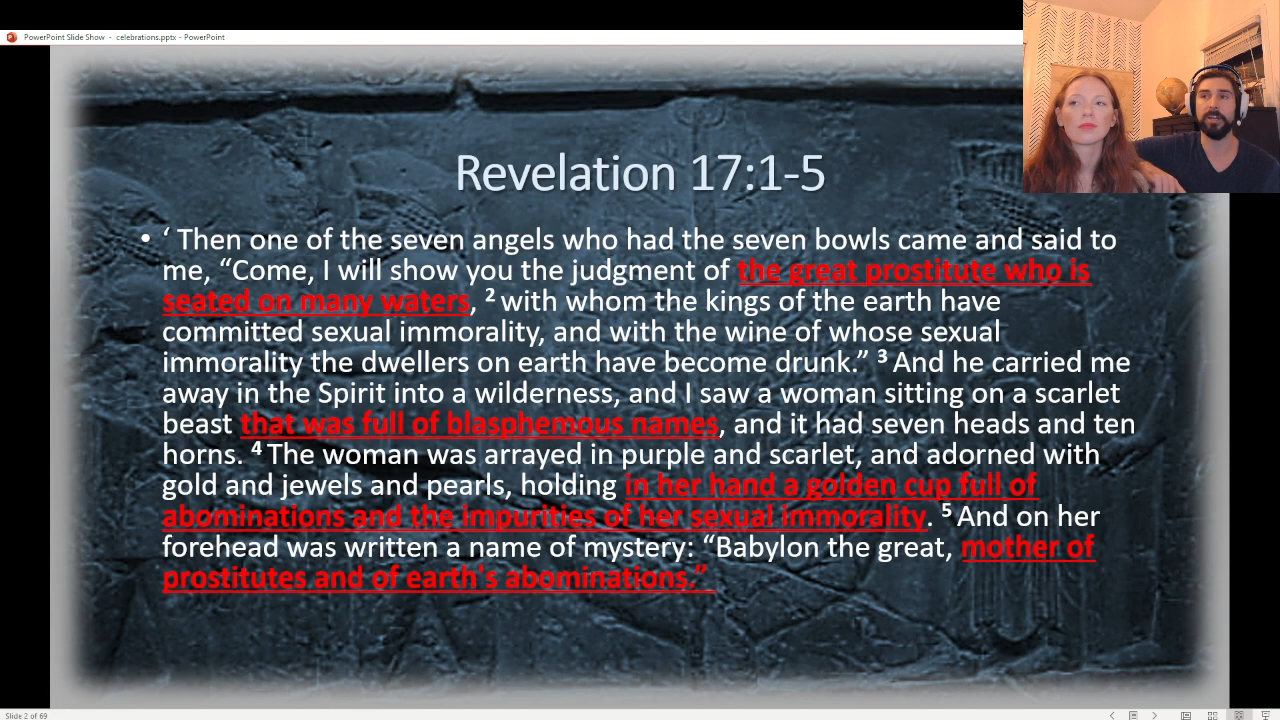 PowerPoint Slide Show - celebrations.pptx - PowerPoint
Revelation 17:1-5
• ‘ Then one of the seven angels who had the seven bowls came and said to
me, “Come, I will show you the judgment of the great prostitute who is
seated on many waters, 2 with whom the kings of the earth have
committed sexual immorality, and with the wine of whose sexual
immorality the dwellers on earth have become drunk.” 3 And he carried me
away in the Spirit into a wilderness, and I saw a woman sitting on a scarlet
beast that was full of blasphemous names, and it had seven heads and ten
horns. 4 The woman was arrayed in purple and scarlet, and adorned with
gold and jewels and pearls, holding in her hand a golden cup full of
abominations and the impurities of her sexual immorality. 5 And on her
forehead was written a name of mystery: “Babylon the great, mother of
prostitutes and of earth's abominations.”
Slide 2 of 69